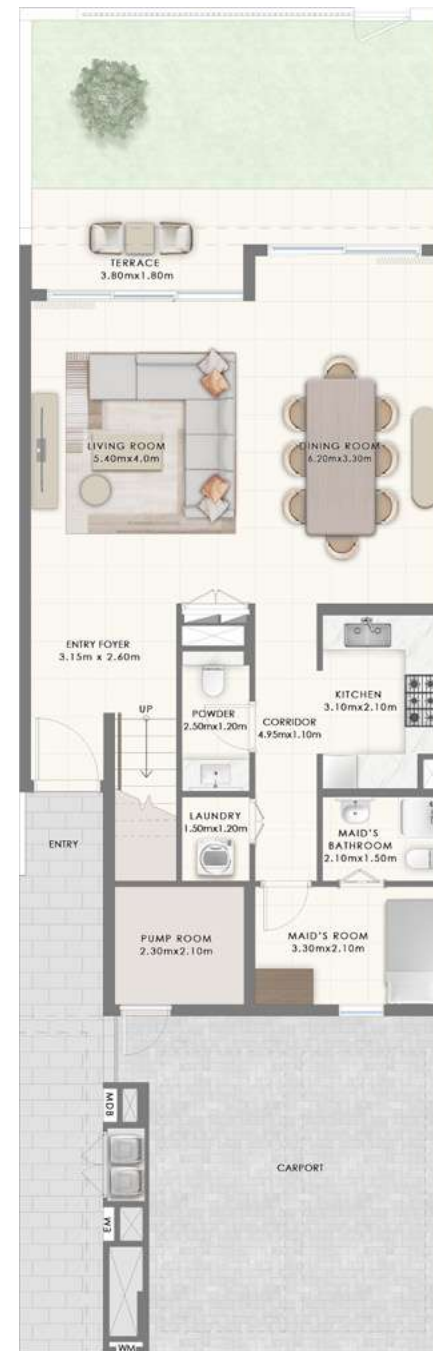 TERRACE
3.80mx1.80m
LIVING ROOM
5.40mx4.0m
DINING ROOM
6.20mx3.30m
ENTRY FOYER
3.15m x 2.60m
KITCHEN
3.10mx2.10m
UP
POWDER
2.50mx1.20m
CORRIDOR
4.95mx1.10m
LAUNDRY
1.50mx1.20m
ENTRY
MAID'S
BATHROOM
2.10mx1.50m
PUMP ROOM
2.30mx2.10m
MAID'S ROOM
3.30mx2.10m
MDB
CARPORT
E3
WM